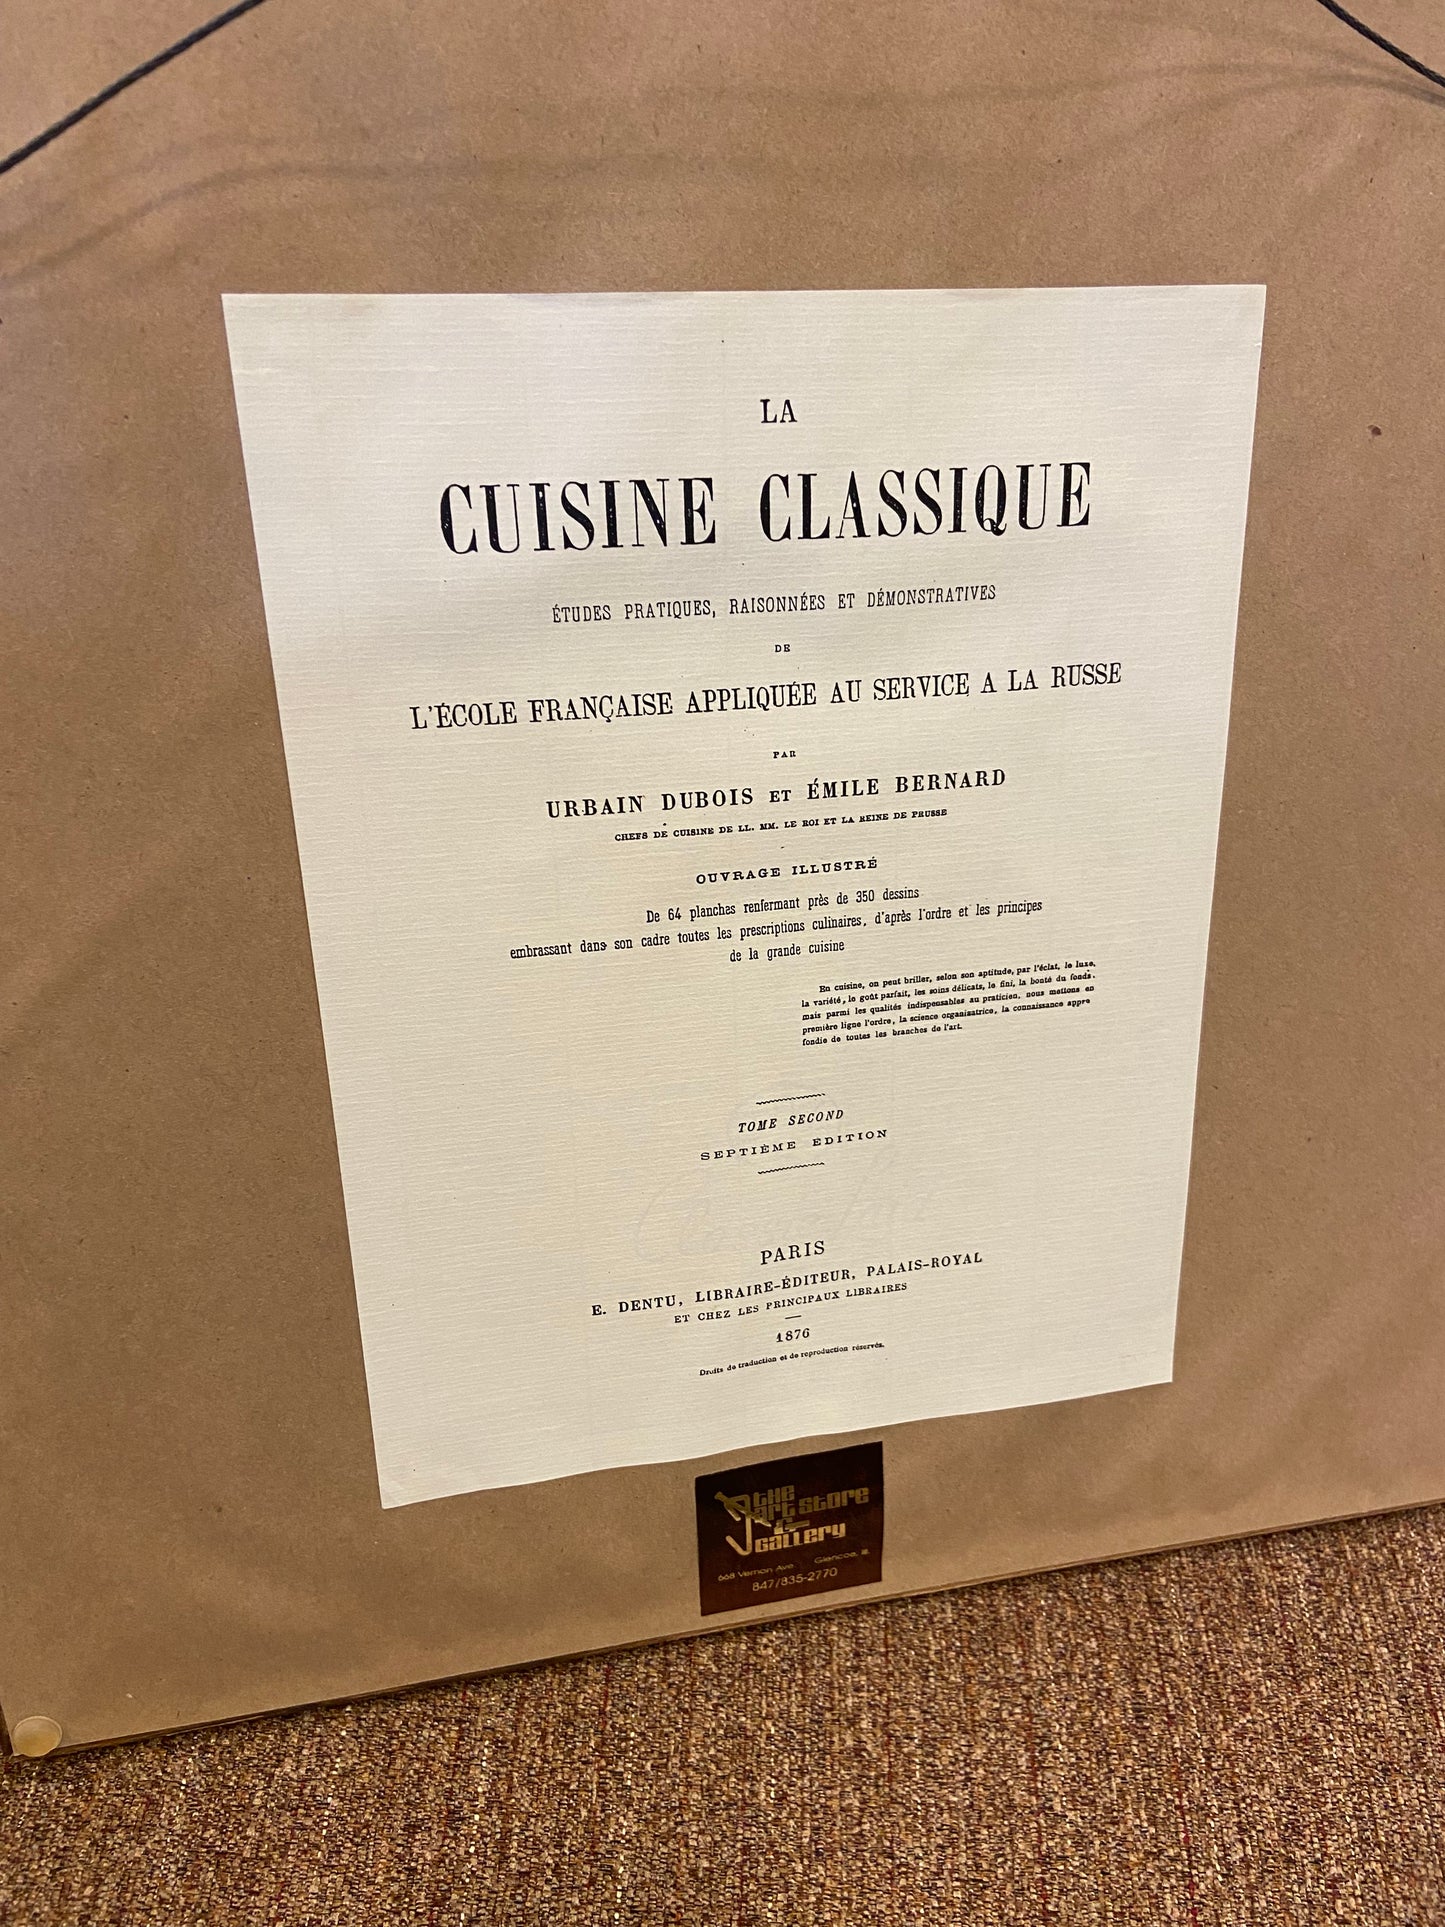 LA
CUISINE CLASSIQUE
ÉTUDES PRATIQUES, RAISONNÉES ET DÉMONSTRATIVES
DE
L'ÉCOLE FRANÇAISE APPLIQUÉE AU SERVICE A LA RUSSE
PAR
URBAIN DUBOIS ET ÉMILE BERNARD
CHEFS DE CUISINE DE LL. MM. LE ROI ET LA REINE DE PRUSSE
OUVRAGE ILLUSTRÉ
De 64 planches renfermant près de 350 dessins
embrassant dans son cadre toutes les prescriptions culinaires, d'après l'ordre et les principes
de la grande cuisine
En cuisine, on peut briller, selon son aptitude, par l'éclat, le luxe,
la variété, le goût parfait, les soins délicats, le fini, la bonté du fonds.
mais parmi les qualités indispensables au praticien, nous mettons en
première ligne l'ordre, la science organisatrice, la connaissance appro
fondie de toutes les branches de l'art.
TOME SECOND
SEPTIÈME EDITION
PARIS
E. DENTU, LIBRAIRE-ÉDITEUR, PALAIS-ROYAL
ET CHEZ LES PRINCIPAUX LIBRAIRES
1876
Droits de traduction et de reproduction réservés.
the
art store
&
gallery
668 Vernon Ave. Glencoe, Ill.
847/835-2770